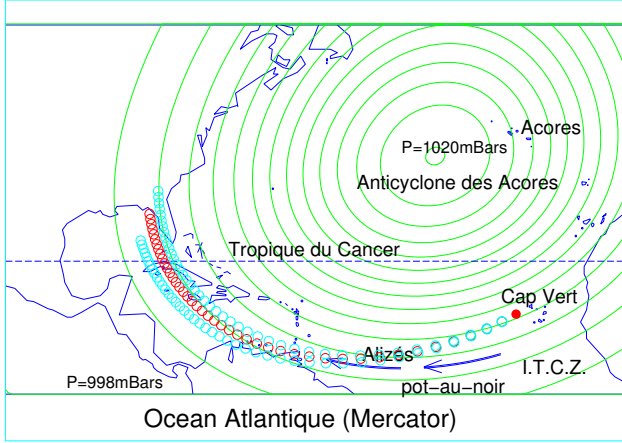 Acores
P=1020mBars
Anticyclone des Acores
Tropique du Cancer
Cap Vert
Alizés
I.T.C.Z.
P=998mBars
pot-au-noir
Ocean Atlantique (Mercator)